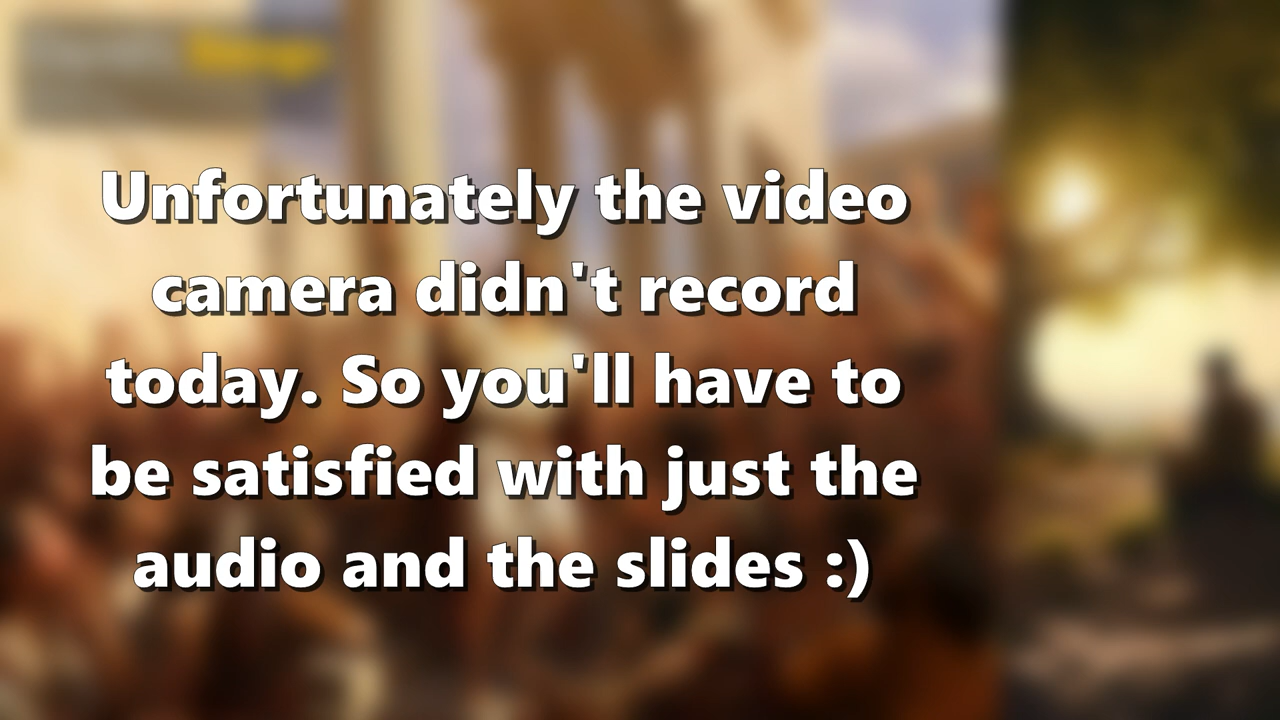 Unfortunately the video
camera didn't record
today. So you'll have to
be satisfied with just the
audio and the slides :)